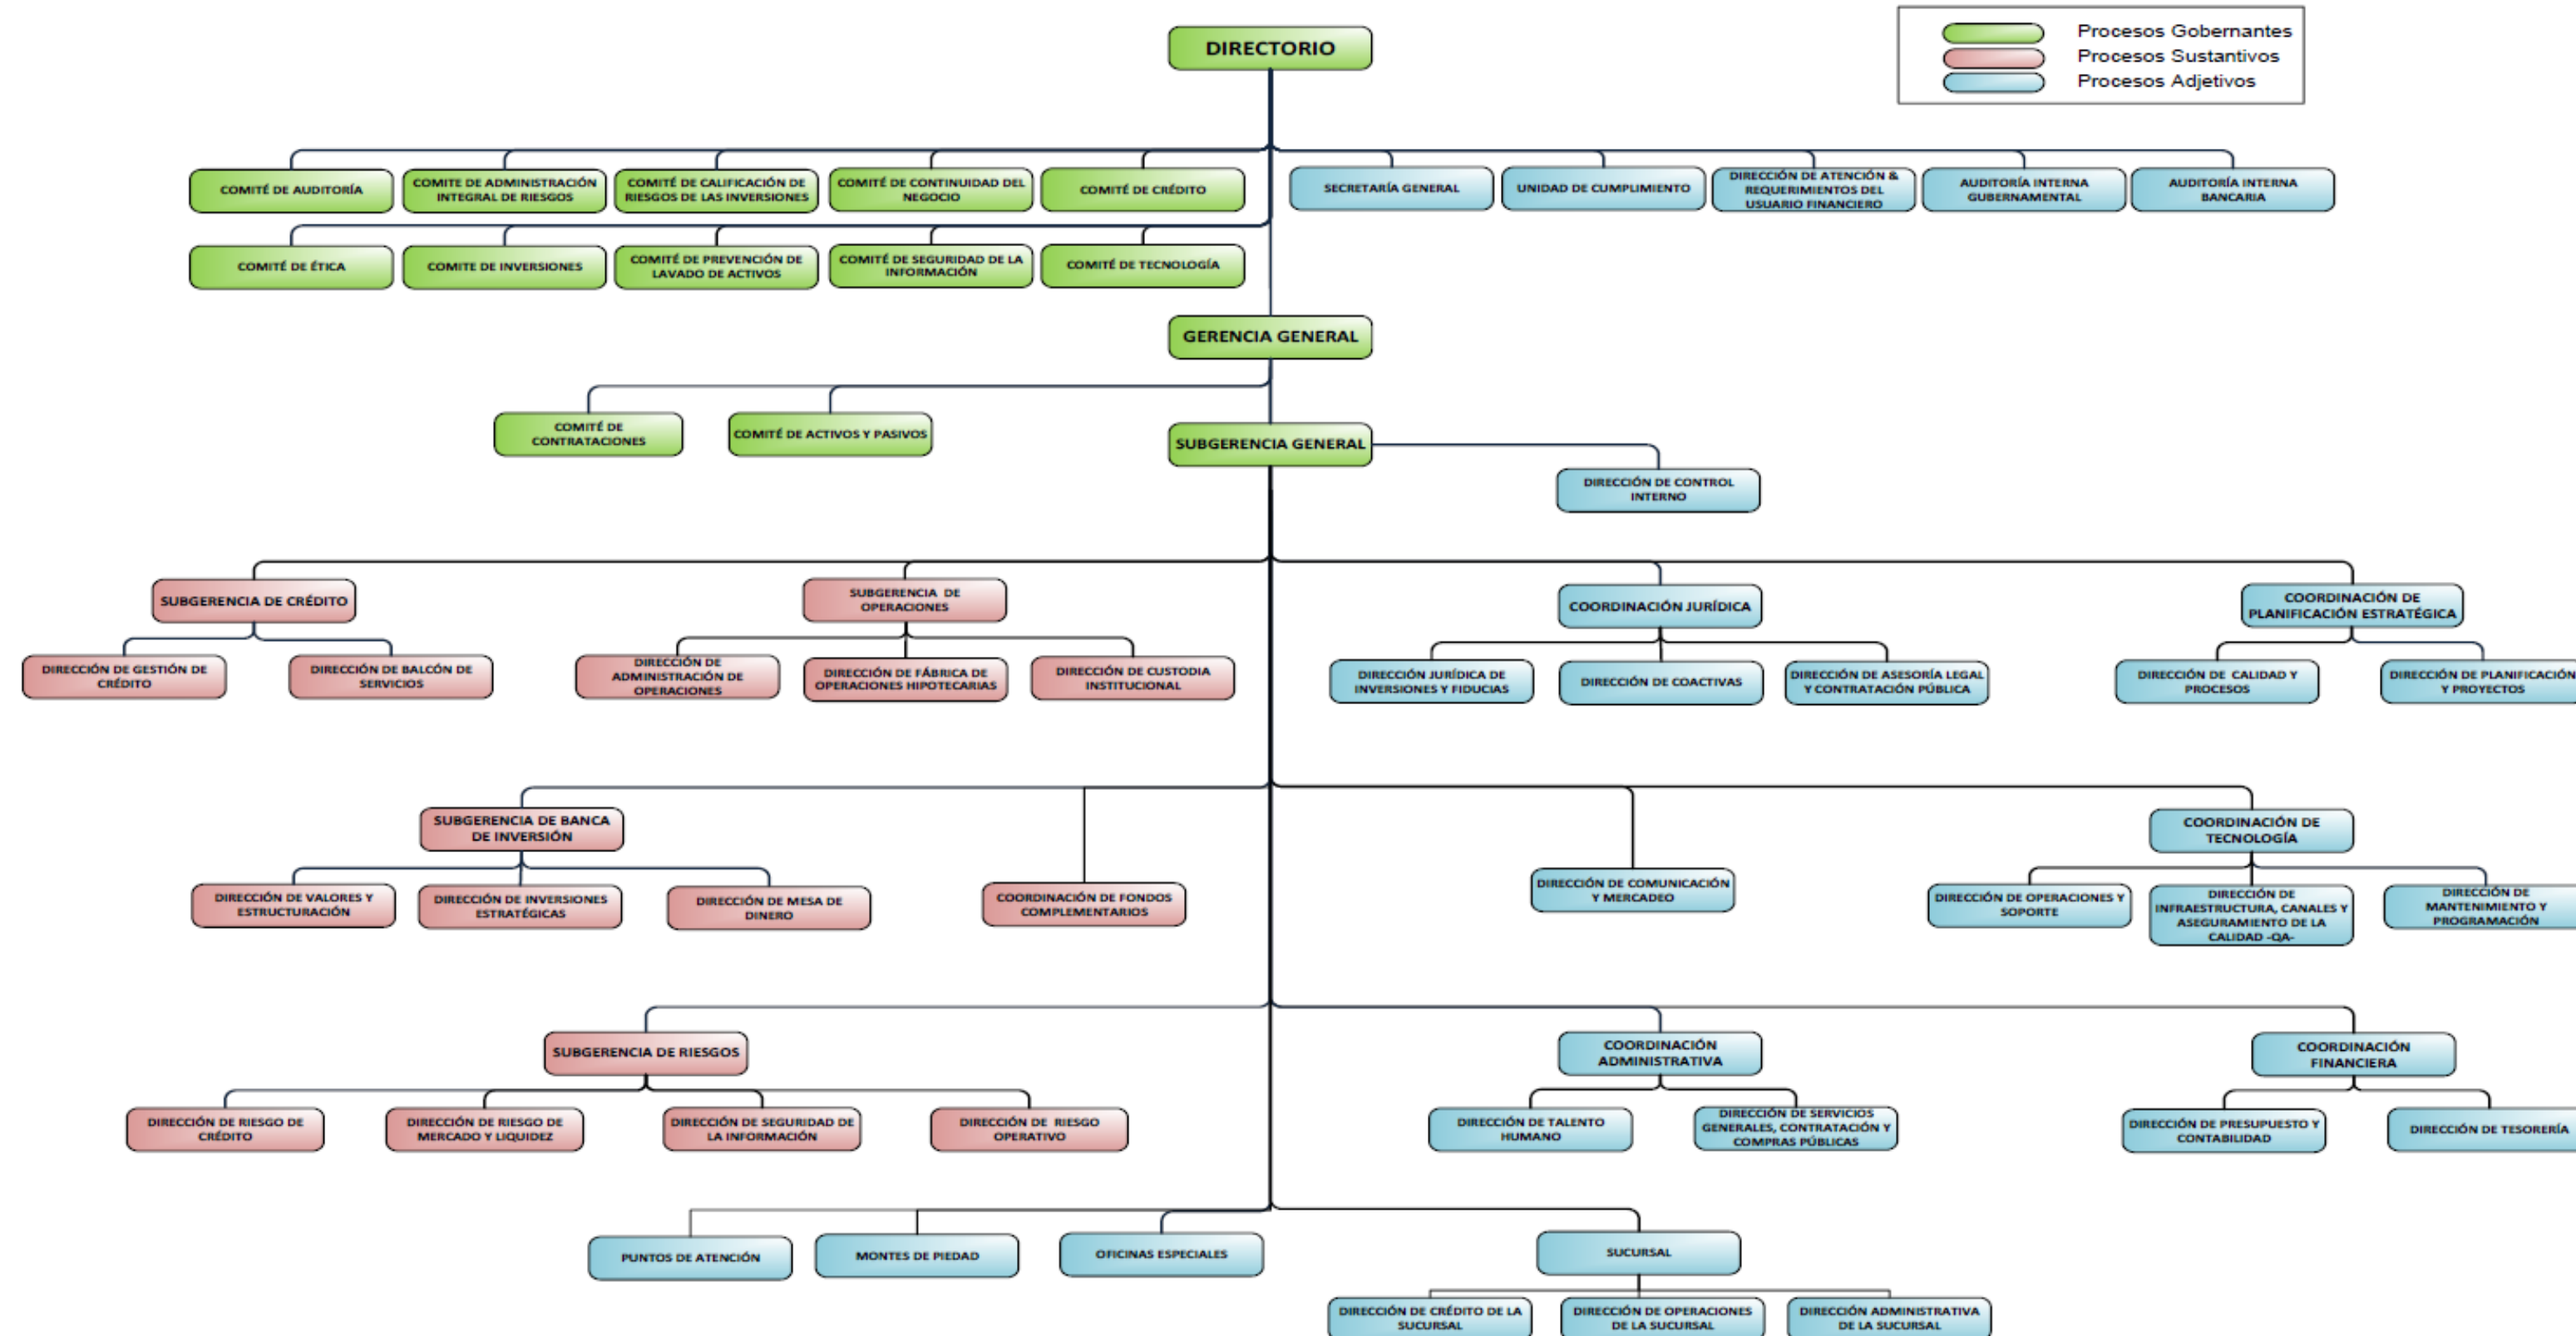 DIRECTORIO
Procesos Gobernantes
Procesos Sustantivos
Procesos Adjetivos
COMITÉ DE AUDITORÍA
COMITE DE ADMINISTRACIÓN
INTEGRAL DE RIESGOS
COMITÉ DE CALIFICACIÓN DE
RIESGOS DE LAS INVERSIONES
COMITÉ DE CONTINUIDAD DEL
NEGOCIO
COMITÉ DE CRÉDITO
SECRETARÍA GENERAL
UNIDAD DE CUMPLIMIENTO
DIRECCIÓN DE ATENCIÓN &
REQUERIMIENTOS DEL
USUARIO FINANCIERO
AUDITORÍA INTERNA
GUBERNAMENTAL
AUDITORÍA INTERNA
BANCARIA
COMITÉ DE ÉTICA
COMITE DE INVERSIONES
COMITÉ DE PREVENCIÓN DE
LAVADO DE ACTIVOS
COMITÉ DE SEGURIDAD DE LA
INFORMACIÓN
COMITÉ DE TECNOLOGÍA
GERENCIA GENERAL
COMITÉ DE
CONTRATACIONES
COMITÉ DE ACTIVOS Y PASIVOS
SUBGERENCIA GENERAL
DIRECCIÓN DE CONTROL
INTERNO
SUBGERENCIA DE CRÉDITO
SUBGERENCIA DE
OPERACIONES
COORDINACIÓN JURÍDICA
COORDINACIÓN DE
PLANIFICACIÓN ESTRATÉGICA
DIRECCIÓN DE GESTIÓN DE
CRÉDITO
DIRECCIÓN DE BALCÓN DE
SERVICIOS
DIRECCIÓN DE
ADMINISTRACIÓN DE
OPERACIONES
DIRECCIÓN DE FÁBRICA DE
OPERACIONES HIPOTECARIAS
DIRECCIÓN DE CUSTODIA
INSTITUCIONAL
DIRECCIÓN JURÍDICA DE
INVERSIONES Y FIDUCIAS
DIRECCIÓN DE COACTIVAS
DIRECCIÓN DE ASESORÍA LEGAL
Y CONTRATACIÓN PÚBLICA
DIRECCIÓN DE CALIDAD Y
PROCESOS
DIRECCIÓN DE PLANIFICACIÓN
Y PROYECTOS
SUBGERENCIA DE BANCA
DE INVERSIÓN
COORDINACIÓN DE
TECNOLOGÍA
DIRECCIÓN DE VALORES Y
ESTRUCTURACIÓN
DIRECCIÓN DE INVERSIONES
ESTRATÉGICAS
DIRECCIÓN DE MESA DE
DINERO
COORDINACIÓN DE FONDOS
COMPLEMENTARIOS
DIRECCIÓN DE COMUNICACIÓN
Y MERCADEO
DIRECCIÓN DE OPERACIONES Y
SOPORTE
DIRECCIÓN DE
INFRAESTRUCTURA, CANALES Y
ASEGURAMIENTO DE LA
CALIDAD -QA-
DIRECCIÓN DE
MANTENIMIENTO Y
PROGRAMACIÓN
SUBGERENCIA DE RIESGOS
COORDINACIÓN
ADMINISTRATIVA
COORDINACIÓN
FINANCIERA
DIRECCIÓN DE RIESGO DE
CRÉDITO
DIRECCIÓN DE RIESGO DE
MERCADO Y LIQUIDEZ
DIRECCIÓN DE SEGURIDAD DE
LA INFORMACIÓN
DIRECCIÓN DE RIESGO
OPERATIVO
DIRECCIÓN DE TALENTO
HUMANO
DIRECCIÓN DE SERVICIOS
GENERALES, CONTRATACIÓN Y
COMPRAS PÚBLICAS
DIRECCIÓN DE PRESUPUESTO Y
CONTABILIDAD
DIRECCIÓN DE TESORERÍA
PUNTOS DE ATENCIÓN
MONTES DE PIEDAD
OFICINAS ESPECIALES
SUCURSAL
DIRECCIÓN DE CRÉDITO DE LA
SUCURSAL
DIRECCIÓN DE OPERACIONES
DE LA SUCURSAL
DIRECCIÓN ADMINISTRATIVA
DE LA SUCURSAL